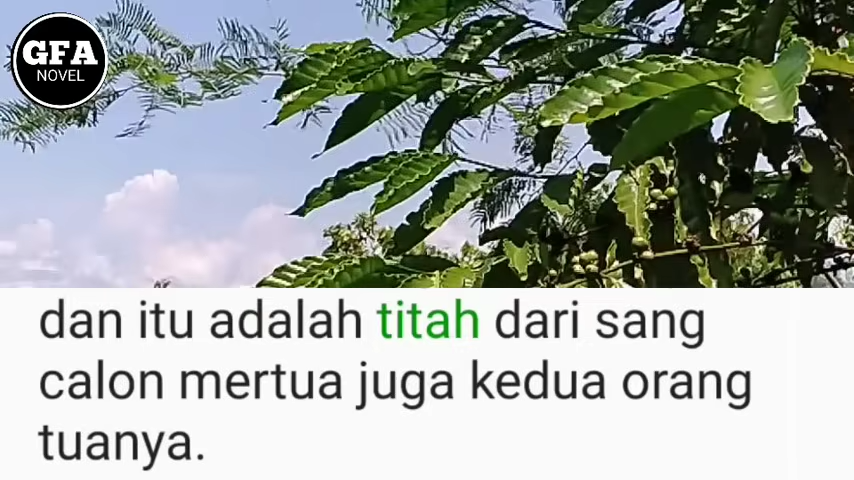 GFA
NOVEL
dan itu adalah titah dari sang
calon mertua juga kedua orang
tuanya.